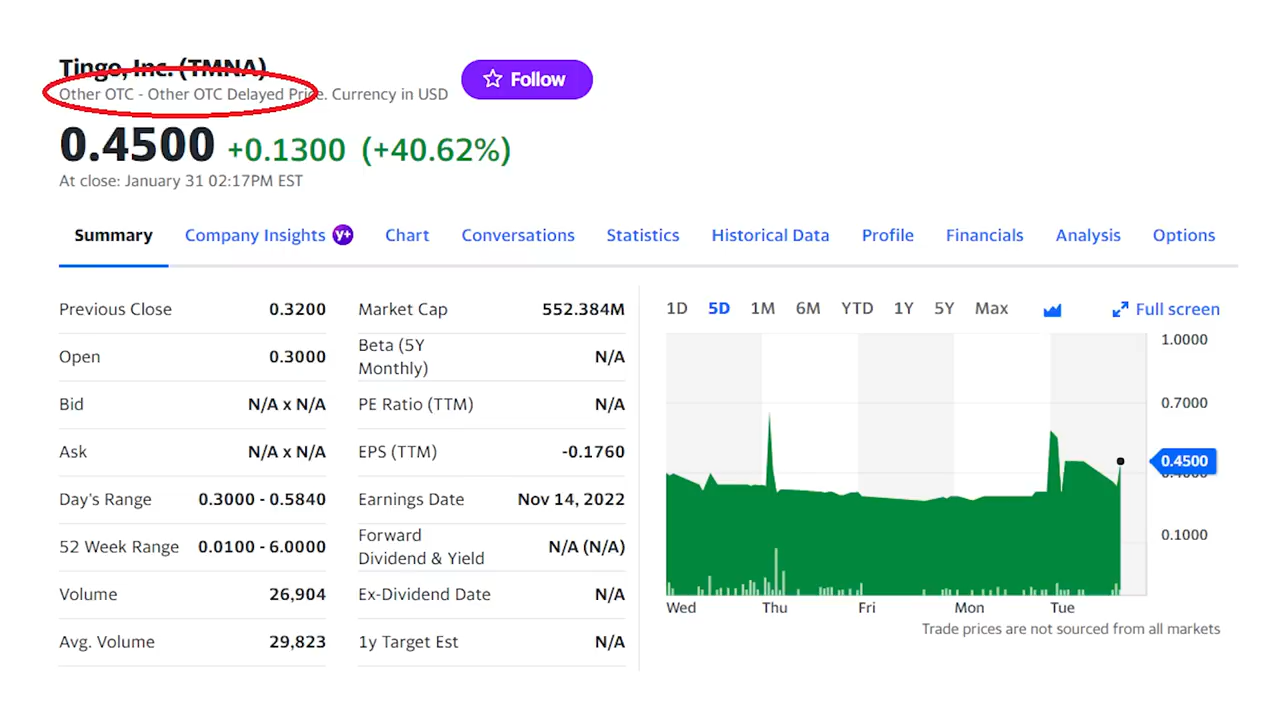 Tingo, Inc. (TMNA)
Follow
Other OTC - Other OTC Delayed Price. Currency in USD
0.4500 +0.1300 (+40.62%)
At close: January 31 02:17PM EST
Summary Company Insights y+ Chart Conversations Statistics Historical Data Profile Financials Analysis Options
Previous Close 0.3200
Open 0.3000
Bid N/A x N/A
Ask N/A x N/A
Day's Range 0.3000 - 0.5840
52 Week Range 0.0100 - 6.0000
Volume 26,904
Avg. Volume 29,823
Market Cap 552.384M
Beta (5Y
Monthly) N/A
PE Ratio (TTM) N/A
EPS (TTM) -0.1760
Earnings Date Nov 14, 2022
Forward
Dividend & Yield N/A (N/A)
Ex-Dividend Date N/A
1y Target Est N/A
1D 5D 1M 6M YTD 1Y 5Y Max Full screen
1.0000
0.7000
0.4500
0.1000
Wed Thu Fri Mon Tue
Trade prices are not sourced from all markets